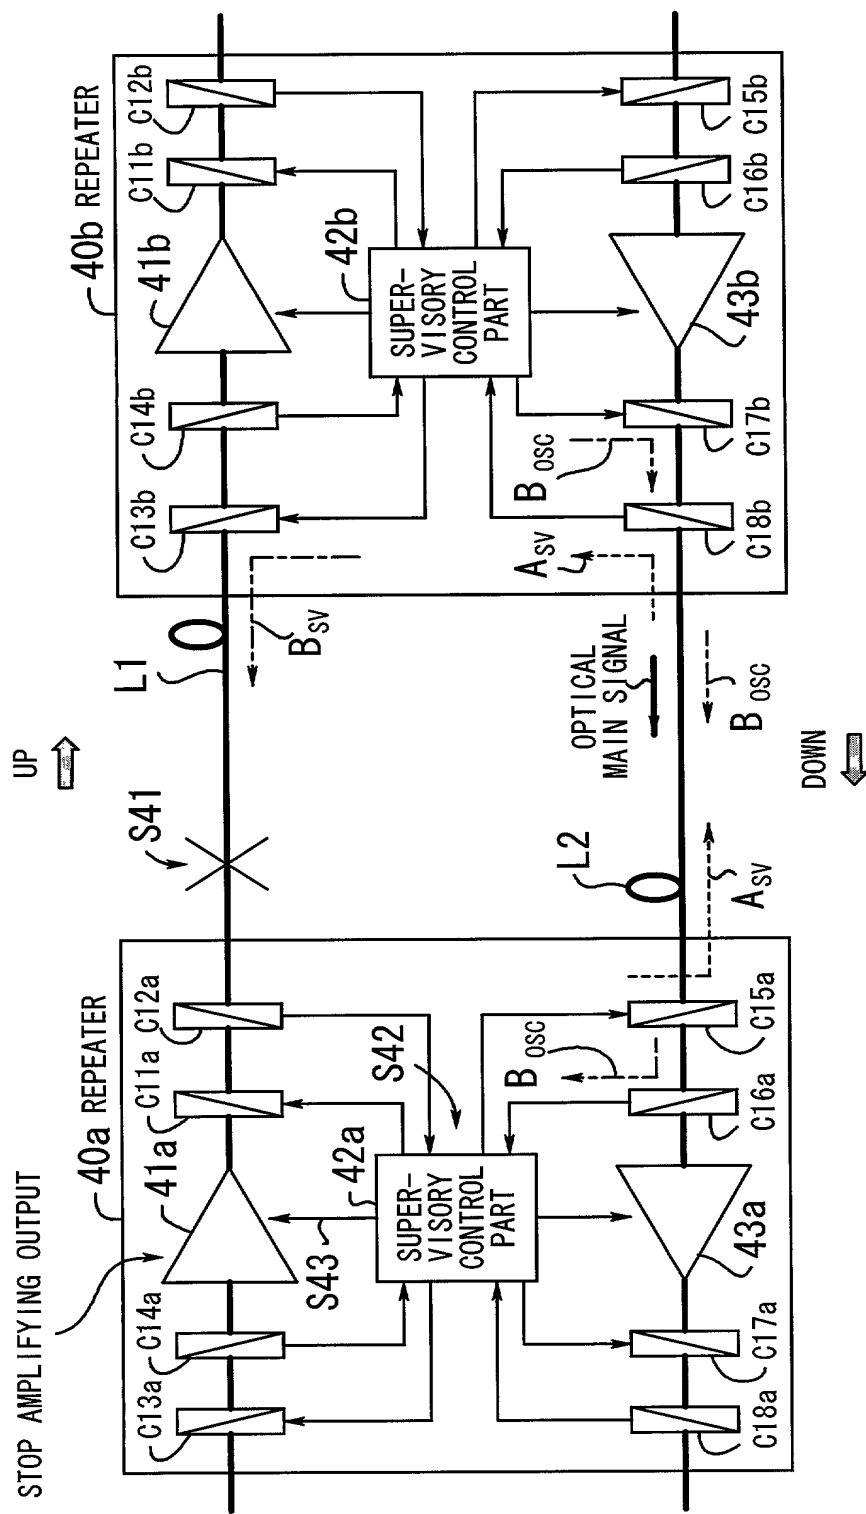 STOP AMPLIFYING OUTPUT
UP
DOWN
40a REPEATER
C13a
C14a
41a
C11a
C12a
S43
42a
S42
SUPER-
VISORY
CONTROL
PART
B OSC
C18a
C17a
43a
C16a
C15a
S41
L1
B SV
L2
A SV
OPTICAL
MAIN SIGNAL
B OSC
40b REPEATER
C13b
C14b
41b
C11b
C12b
42b
SUPER-
VISORY
CONTROL
PART
A SV
B OSC
C18b
C17b
43b
C16b
C15b